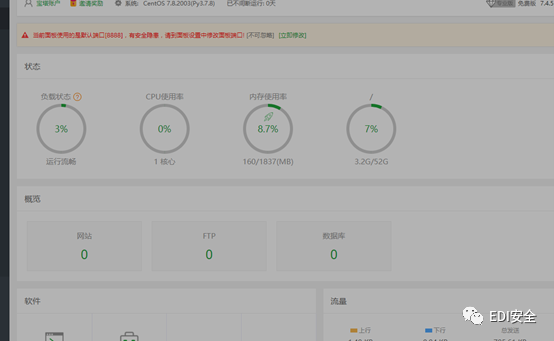 宝塔账户 邀请奖励 系统: CentOS 7.8.2003(Py3.7.8) 已不间断运行: 0天 免费版 7.4.5
当前面板使用的是默认端口[8888], 有安全隐患, 请到面板设置中修改面板端口! [不可忽略] [立即修改]
状态
负载状态 CPU使用率 内存使用率 /
3% 0% 8.7% 7%
运行流畅 1 核心 160/1837(MB) 3.2G/52G
概览
网站 FTP 数据库
0 0 0
软件 流量
上行 下行 总发送
EDI安全